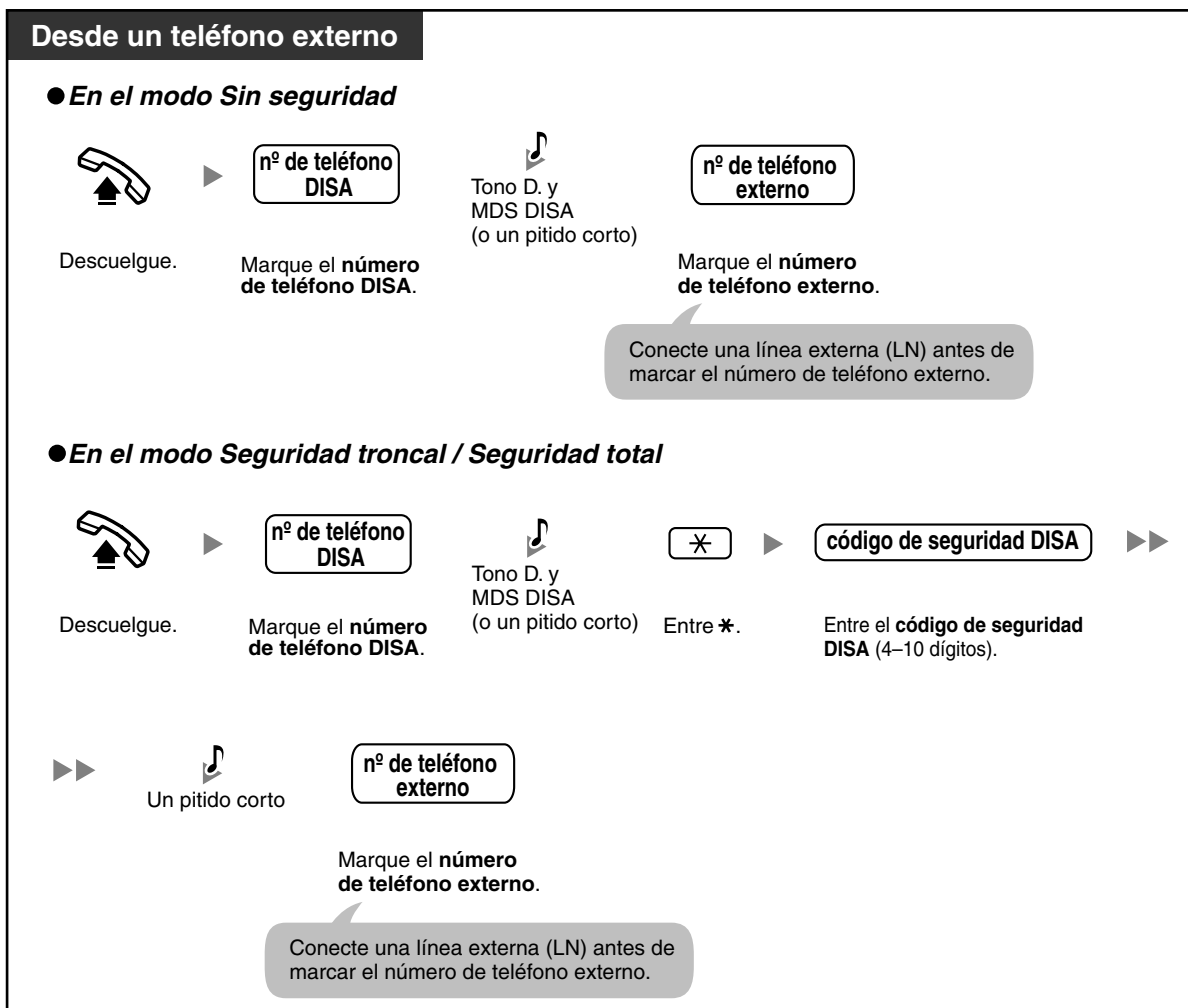 Desde un teléfono externo
●En el modo Sin seguridad
nº de teléfono
DISA
Tono D. y
MDS DISA
(o un pitido corto)
nº de teléfono
externo
Descuelgue.
Marque el número
de teléfono DISA.
Marque el número
de teléfono externo.
Conecte una línea externa (LN) antes de
marcar el número de teléfono externo.
●En el modo Seguridad troncal / Seguridad total
nº de teléfono
DISA
Tono D. y
MDS DISA
(o un pitido corto)
*
código de seguridad DISA
Descuelgue.
Marque el número
de teléfono DISA.
Entre *.
Entre el código de seguridad
DISA (4–10 dígitos).
Un pitido corto
nº de teléfono
externo
Marque el número
de teléfono externo.
Conecte una línea externa (LN) antes de
marcar el número de teléfono externo.